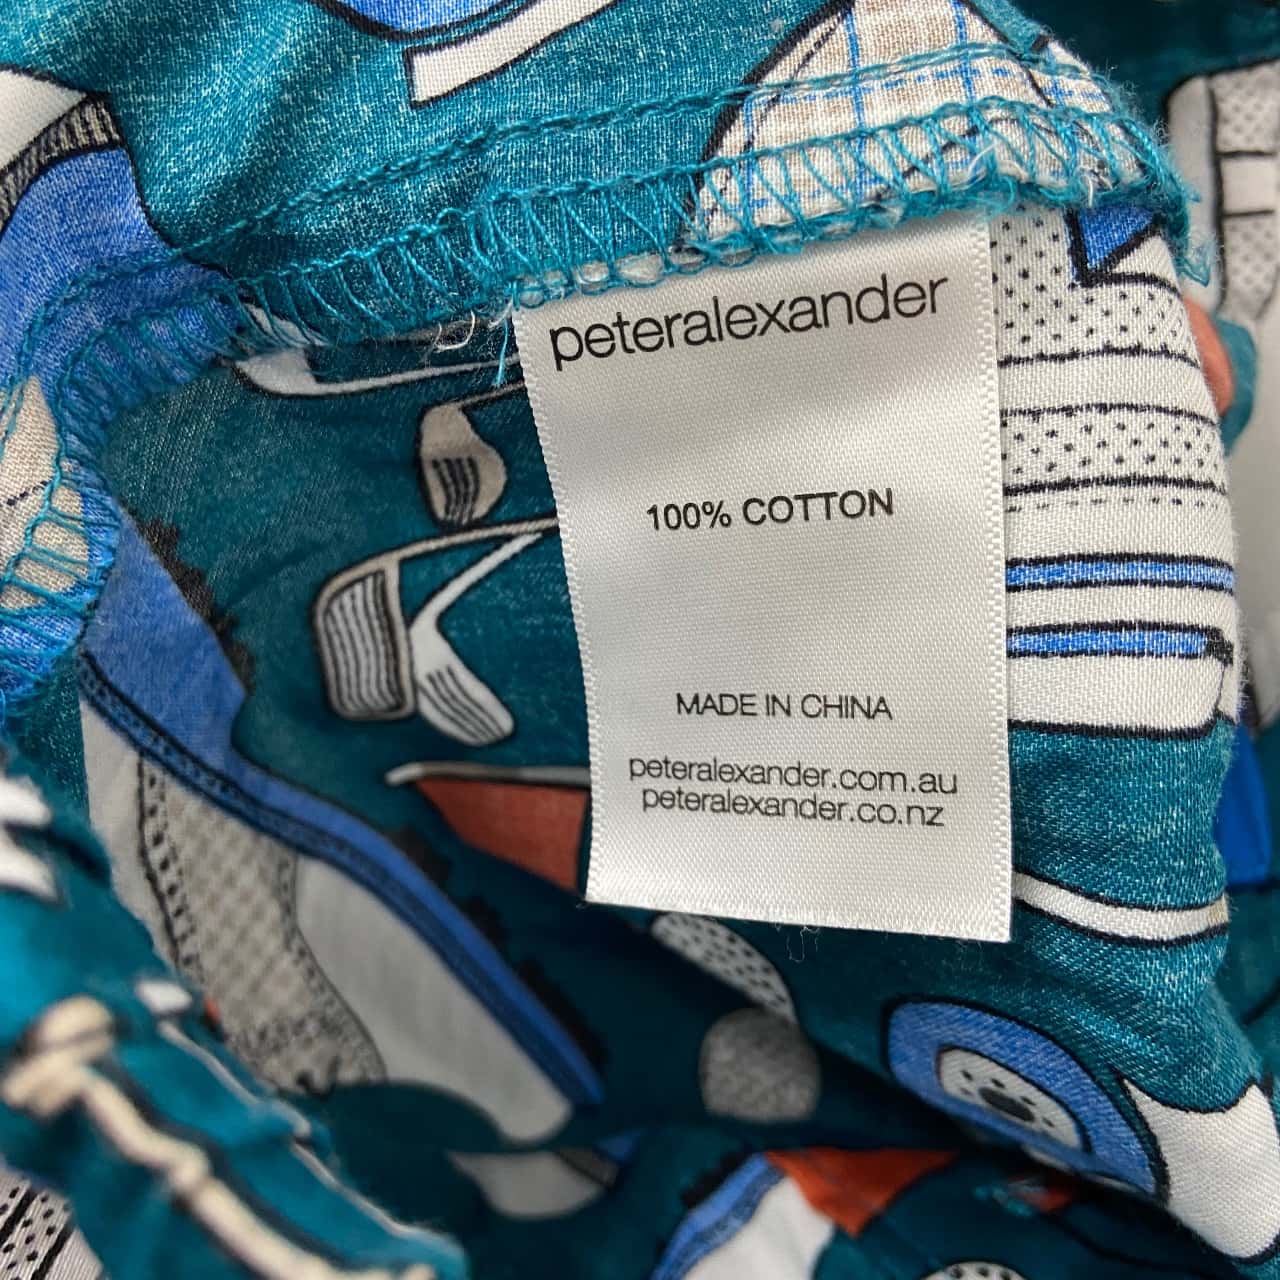 peteralexander
100% COTTON
MADE IN CHINA
peteralexander.com.au
peteralexander.co.nz